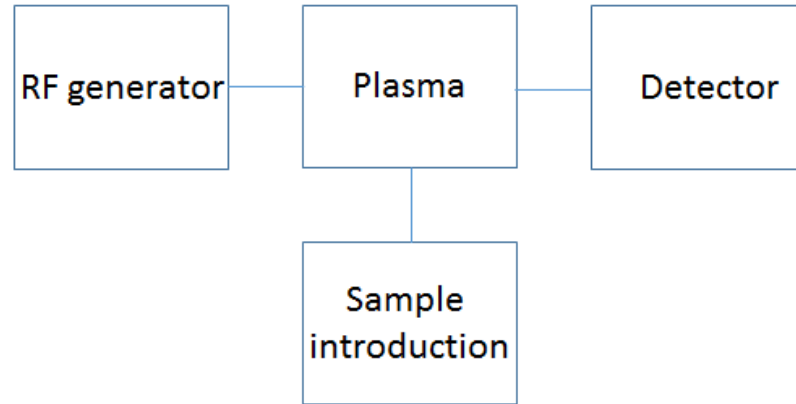 RF generator
Plasma
Detector
Sample
introduction